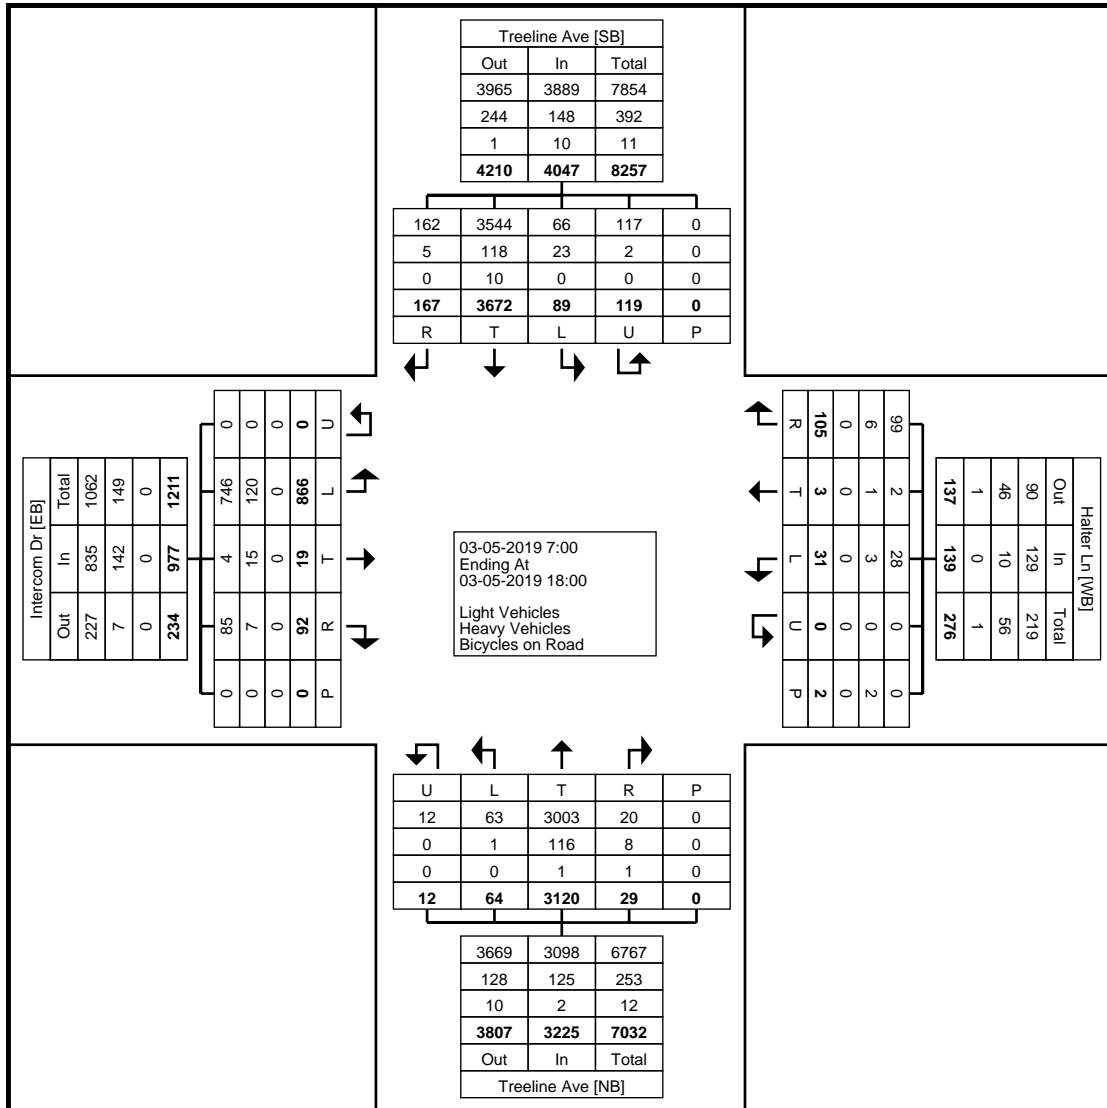 Treeline Ave [SB]
Out In Total
3965 3889 7854
244 148 392
1 10 11
4210 4047 8257
162 3544 66 117 0
5 118 23 2 0
0 10 0 0 0
167 3672 89 119 0
R T L U P
Intercom Dr [EB]
Out In Total
227 835 1062
7 142 149
0 0 0
234 977 1211
0 85 4 746 0
0 7 15 120 0
0 0 0 0 0
0 92 19 866 0
P R T L U
03-05-2019 7:00
Ending At
03-05-2019 18:00
Light Vehicles
Heavy Vehicles
Bicycles on Road
Halter Ln [WB]
Out In Total
90 129 219
46 10 56
1 0 1
137 139 276
99 2 28 0 0
6 1 3 0 2
0 0 0 0 0
105 3 31 0 2
R T L U P
U L T R P
12 63 3003 20 0
0 1 116 8 0
0 0 1 1 0
12 64 3120 29 0
3669 3098 6767
128 125 253
10 2 12
3807 3225 7032
Out In Total
Treeline Ave [NB]